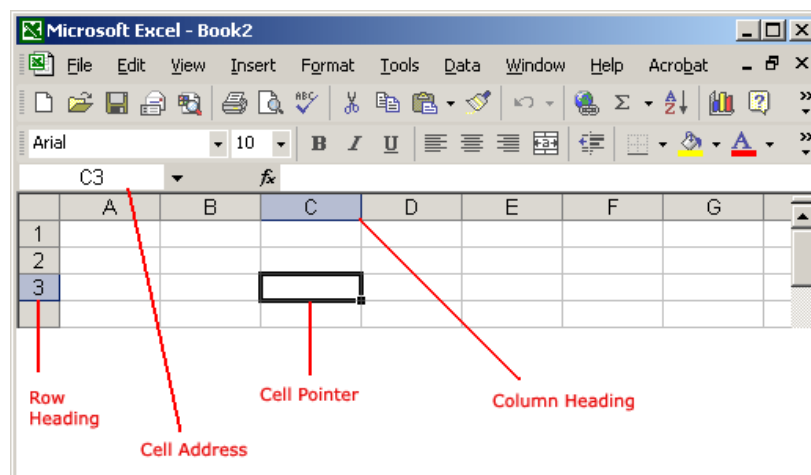 Microsoft Excel - Book2
File Edit View Insert Format Tools Data Window Help Acrobat
ABC Σ A Z ?
Arial 10 B I U a A
C3 fx
A B C D E F G
1
2
3
Row Heading
Cell Pointer
Column Heading
Cell Address